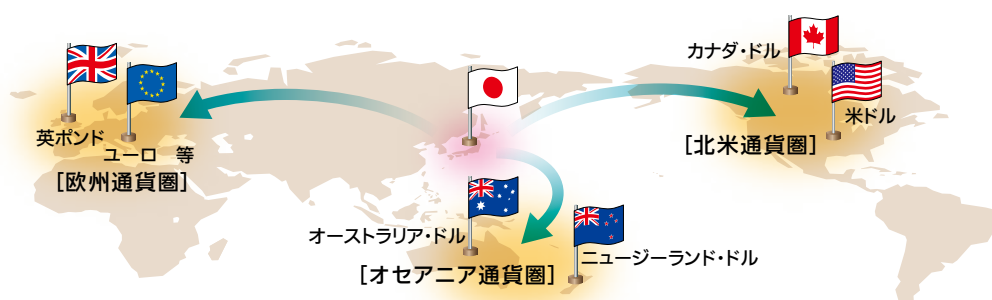 英ポンド
ユーロ　等
[欧州通貨圏]
カナダ・ドル
米ドル
[北米通貨圏]
オーストラリア・ドル
ニュージーランド・ドル
[オセアニア通貨圏]